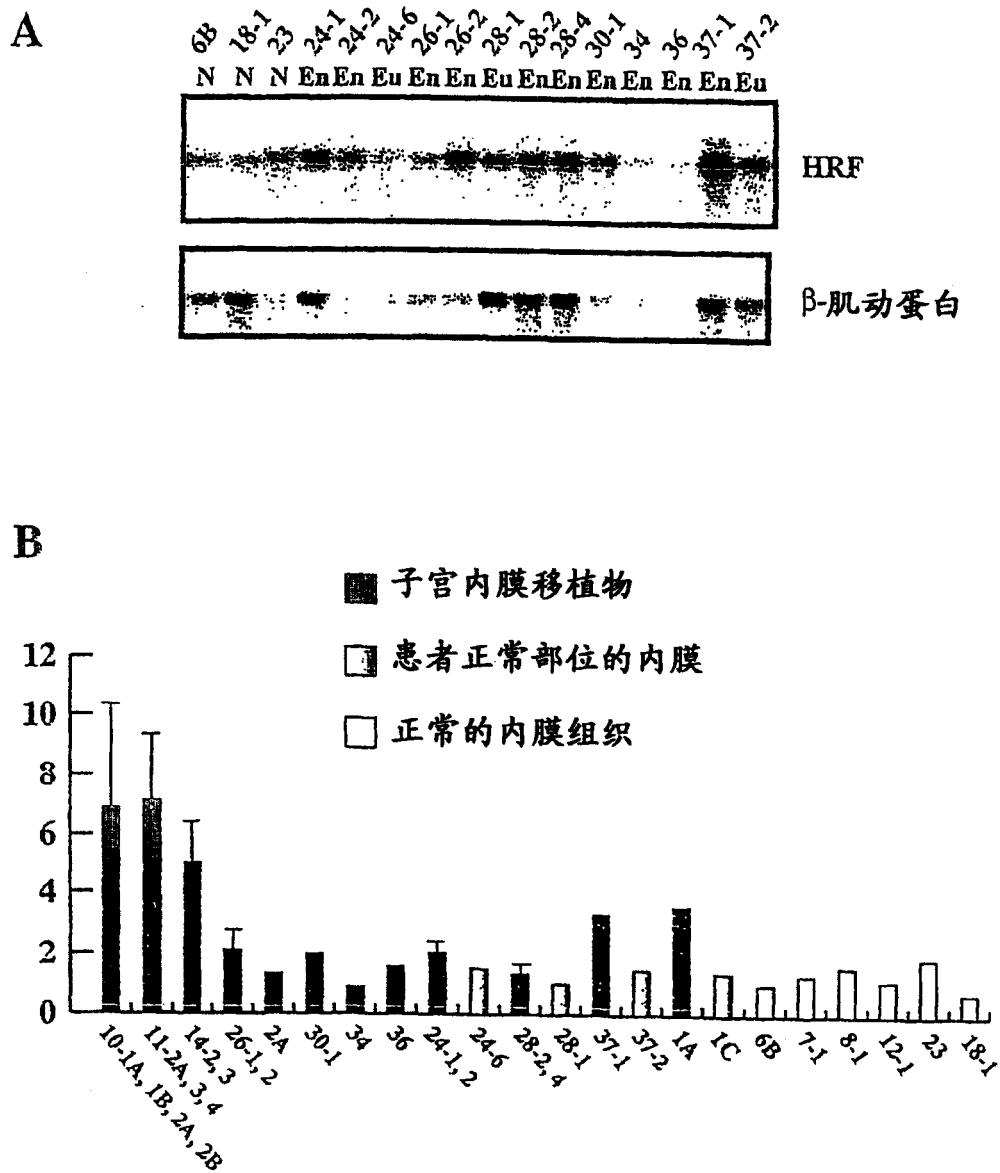 A
6B 18-1 23 24-1 24-2 24-6 26-1 26-2 28-1 28-2 28-4 30-1 34 36 37-1 37-2
N N N En En Eu En En Eu En En En En En En Eu
HRF
β-肌动蛋白
B
子宫内膜移植物
患者正常部位的内膜
正常的内膜组织
12
10
8
6
4
2
0
10-1A, 1B, 2A, 2B 11-2A, 3, 4 14-2, 3 26-1, 2 2A 30-1 34 36 24-1, 2 24-6 28-2, 4 28-1 37-1 37-2 1A 1C 6B 7-1 8-1 12-1 23 18-1